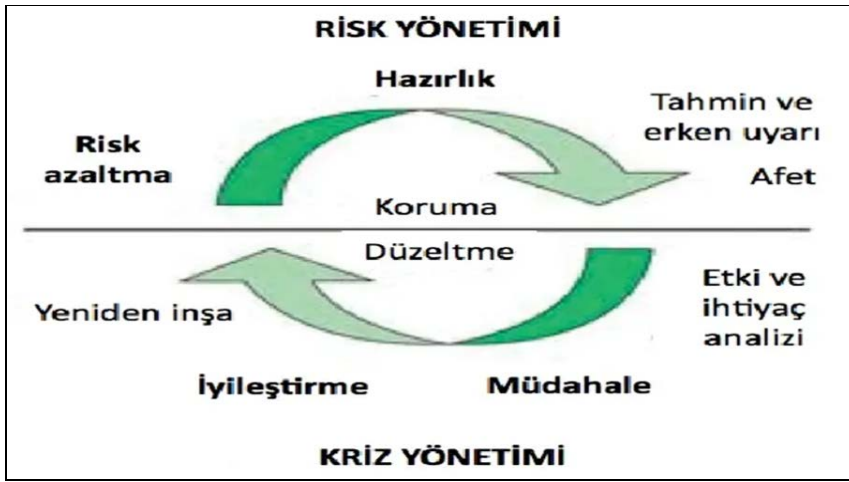 RİSK YÖNETİMİ
Hazırlık
Tahmin ve
erken uyarı
Risk
azaltma
Afet
Koruma
Düzeltme
Etki ve
ihtiyaç
analizi
Yeniden inşa
İyileştirme
Müdahale
KRİZ YÖNETİMİ